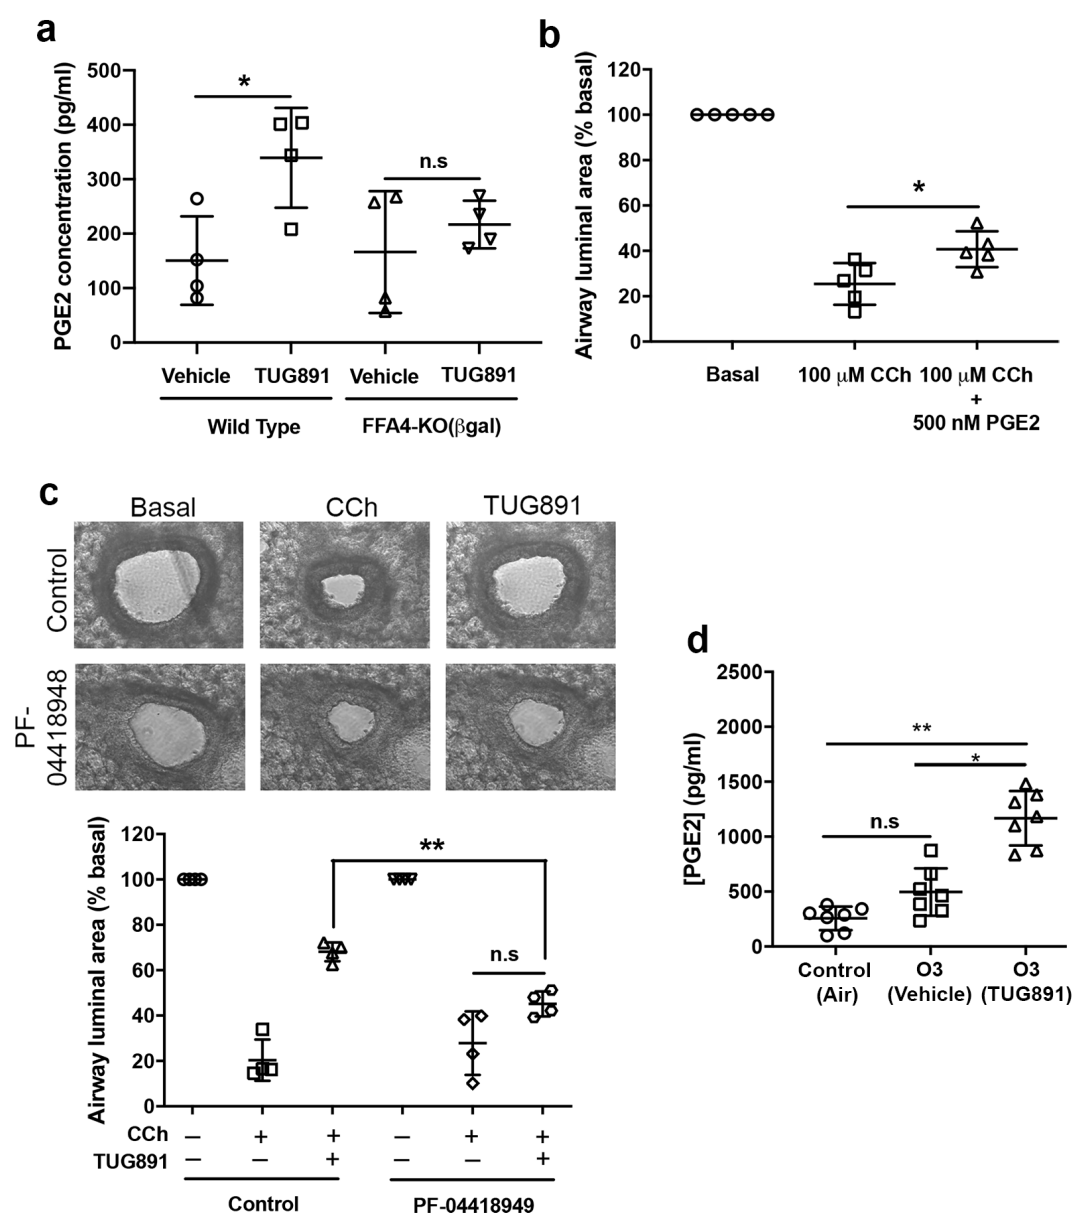 a
PGE2 concentration (pg/ml)
500
400
300
200
100
0
*
n.s
Vehicle TUG891 Vehicle TUG891
Wild Type FFA4-KO(βgal)
b
Airway luminal area (% basal)
120
100
80
60
40
20
0
*
Basal 100 μM CCh 100 μM CCh
+
500 nM PGE2
c
Basal CCh TUG891
Control
PF-
04418948
Airway luminal area (% basal)
120
100
80
60
40
20
0
**
n.s
CCh – + + – + +
TUG891 – – + – – +
Control PF-04418949
d
[PGE2] (pg/ml)
2500
2000
1500
1000
500
0
**
*
n.s
Control O3 O3
(Air) (Vehicle) (TUG891)